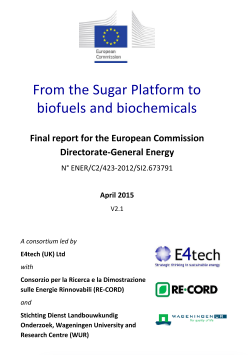 European
Commission
From the Sugar Platform to
biofuels and biochemicals
Final report for the European Commission
Directorate-General Energy
N° ENER/C2/423-2012/SI2.673791
April 2015
V2.1
A consortium led by
E4tech (UK) Ltd
with
Consorzio per la Ricerca e la Dimostrazione
sulle Energie Rinnovabili (RE-CORD)
and
Stichting Dienst Landbouwkundig
Onderzoek, Wageningen University and
Research Centre (WUR)
E4tech
Strategic thinking in sustainable energy
RE-CORD
WAGENINGEN UR
For quality of life